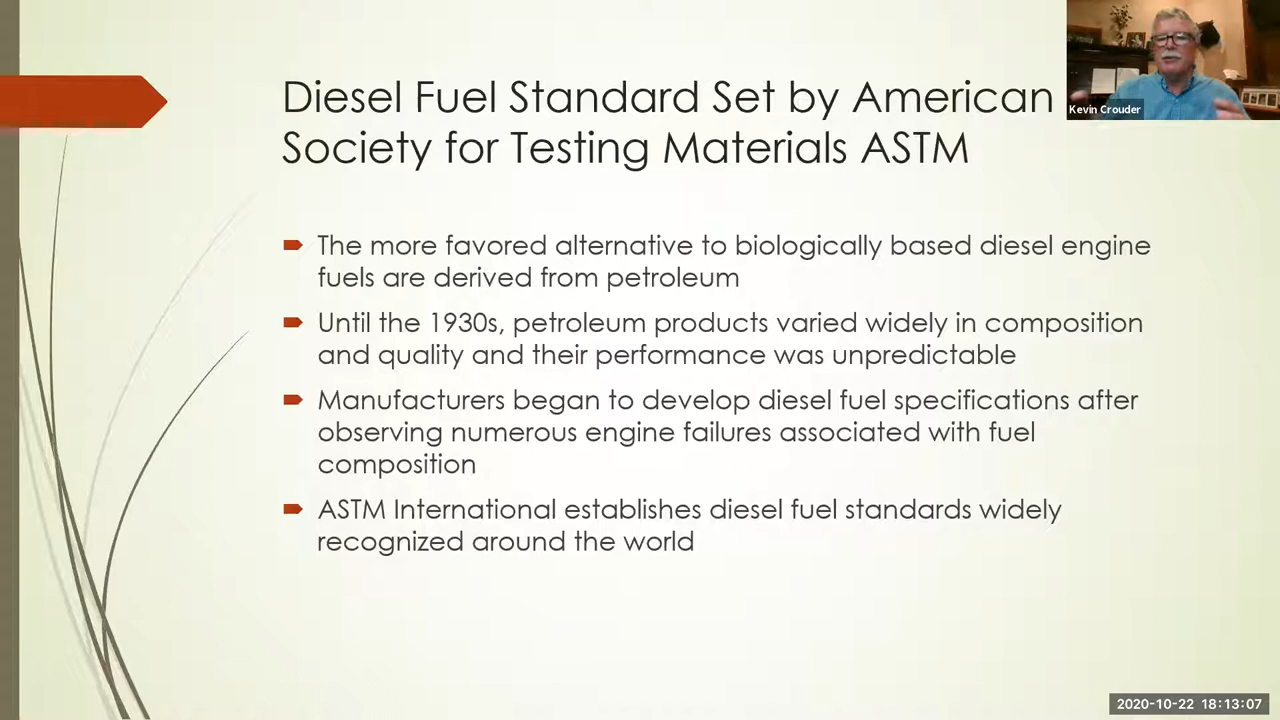 Diesel Fuel Standard Set by American
Society for Testing Materials ASTM
Kevin Crouder
The more favored alternative to biologically based diesel engine
fuels are derived from petroleum
Until the 1930s, petroleum products varied widely in composition
and quality and their performance was unpredictable
Manufacturers began to develop diesel fuel specifications after
observing numerous engine failures associated with fuel
composition
ASTM International establishes diesel fuel standards widely
recognized around the world
2020-10-22 18:13:07